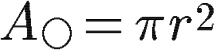 A○ = πr²